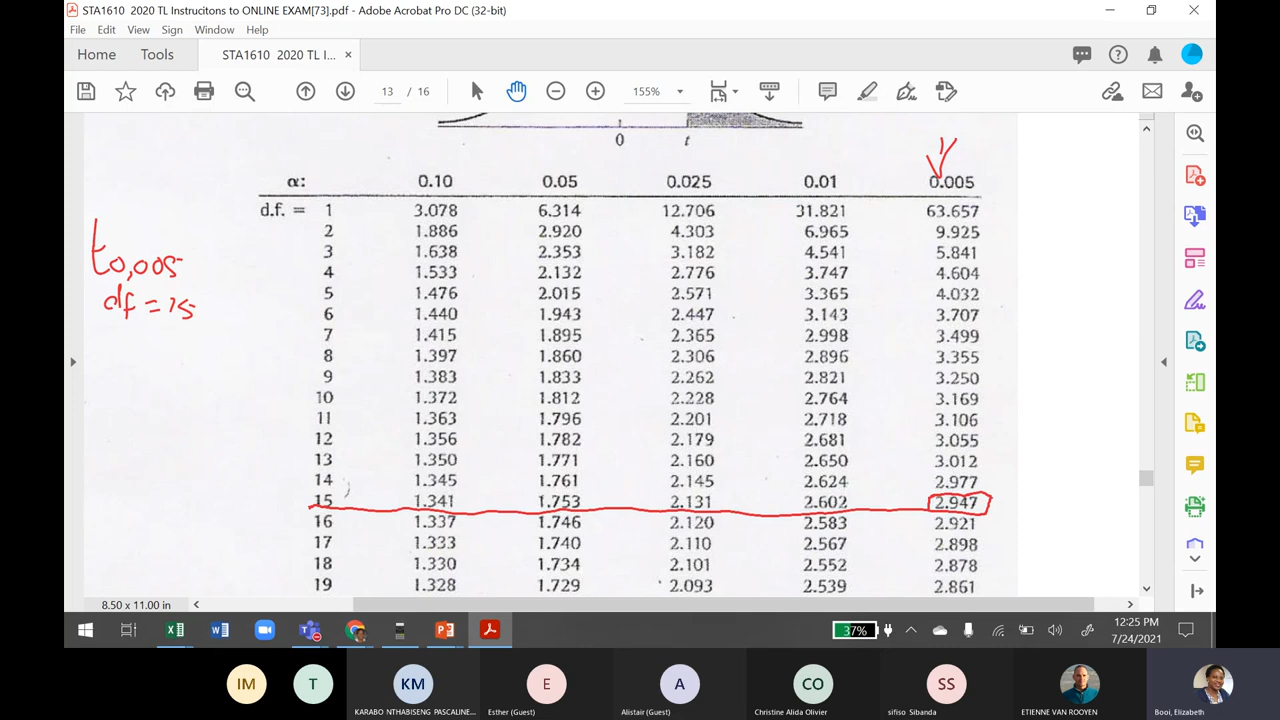 STA1610 2020 TL Instrucitons to ONLINE EXAM[73].pdf - Adobe Acrobat Pro DC (32-bit)
File Edit View Sign Window Help
Home Tools STA1610 2020 TL I... ×
13 / 16 155%
0 t
α: 0.10 0.05 0.025 0.01 0.005
d.f. = 1 3.078 6.314 12.706 31.821 63.657
2 1.886 2.920 4.303 6.965 9.925
3 1.638 2.353 3.182 4.541 5.841
4 1.533 2.132 2.776 3.747 4.604
5 1.476 2.015 2.571 3.365 4.032
6 1.440 1.943 2.447 3.143 3.707
7 1.415 1.895 2.365 2.998 3.499
8 1.397 1.860 2.306 2.896 3.355
9 1.383 1.833 2.262 2.821 3.250
10 1.372 1.812 2.228 2.764 3.169
11 1.363 1.796 2.201 2.718 3.106
12 1.356 1.782 2.179 2.681 3.055
13 1.350 1.771 2.160 2.650 3.012
14 1.345 1.761 2.145 2.624 2.977
15 1.341 1.753 2.131 2.602 2.947
16 1.337 1.746 2.120 2.583 2.921
17 1.333 1.740 2.110 2.567 2.898
18 1.330 1.734 2.101 2.552 2.878
19 1.328 1.729 2.093 2.539 2.861
t0,005
df = 15
8.50 x 11.00 in
37% 12:25 PM
7/24/2021
IM T KM E A CO SS
KARABO NTHABISENG PASCALINE... Esther (Guest) Alistair (Guest) Christine Alida Olivier sifiso Sibanda ETIENNE VAN ROOYEN Booi, Elizabeth